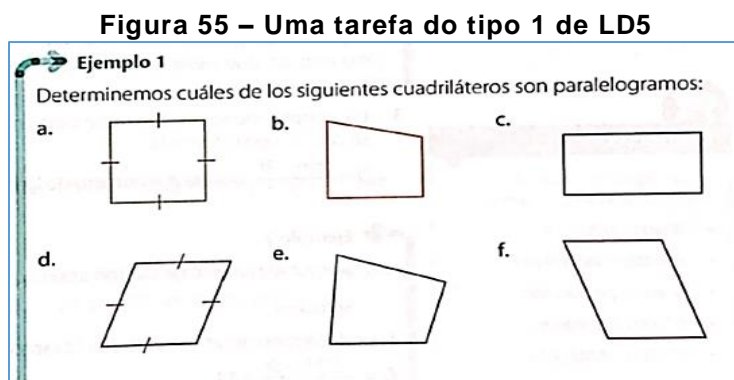 Figura 55 – Uma tarefa do tipo 1 de LD5
Ejemplo 1
Determinemos cuáles de los siguientes cuadriláteros son paralelogramos:
a.
b.
c.
d.
e.
f.